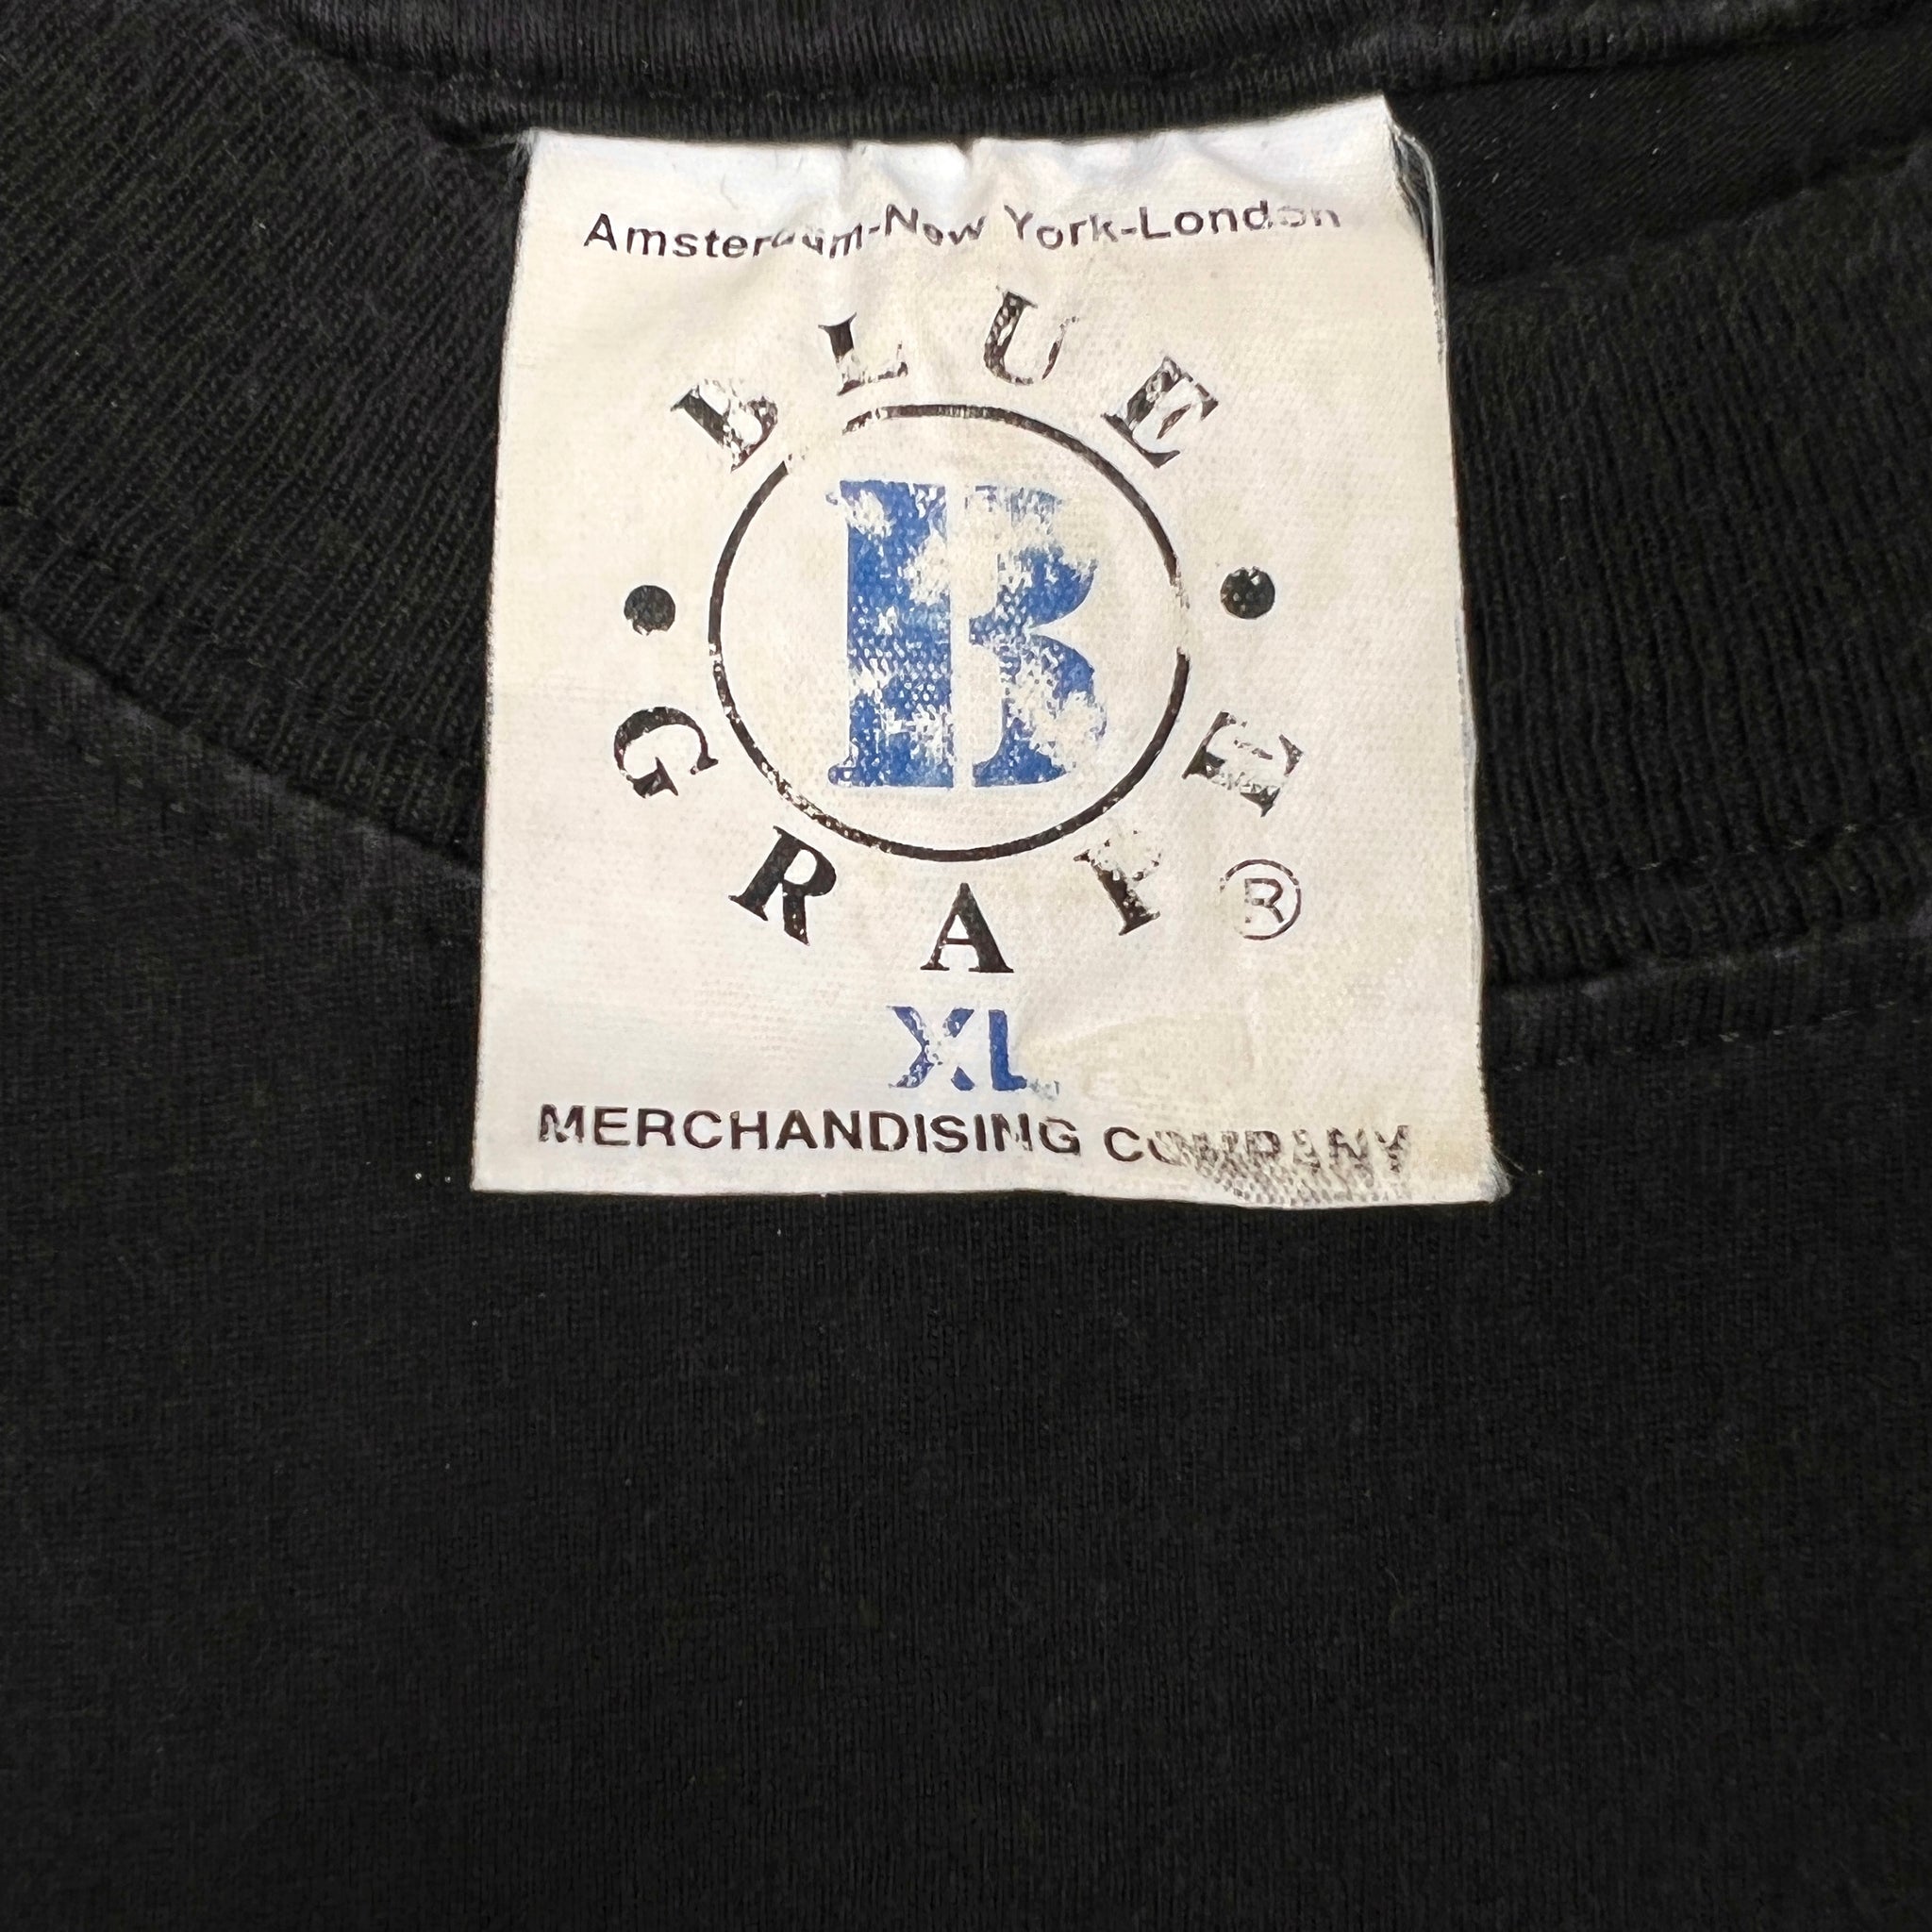 Amsterdam-New York-London
BLUE
B
GRAPE ®
XL
MERCHANDISING COMPANY